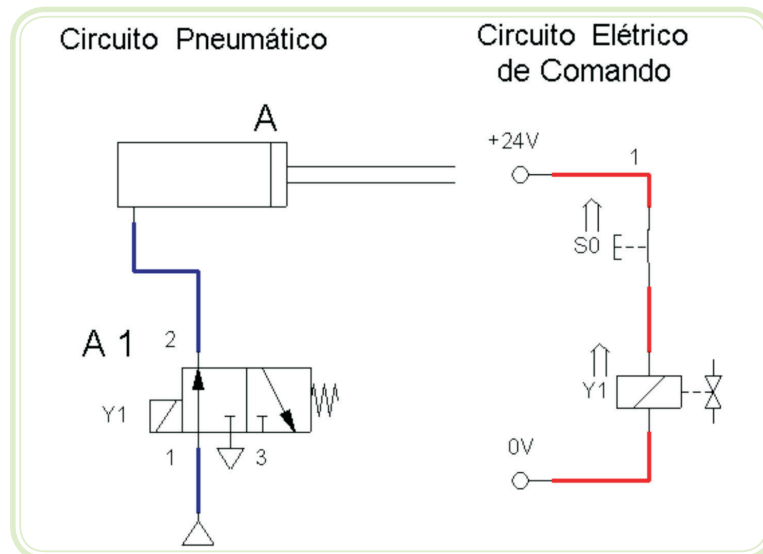 Circuito Pneumático
Circuito Elétrico
de Comando
A
+24V
1
S0
A 1
2
Y1
1
3
Y1
0V